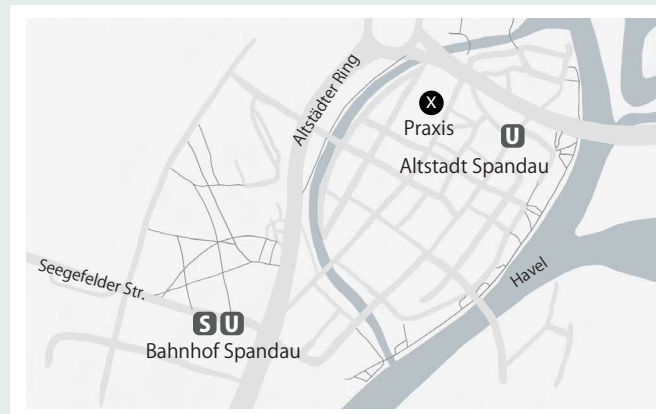 Altstädter Ring
X
Praxis
U
Altstadt Spandau
Seegefelder Str.
Havel
S U
Bahnhof Spandau